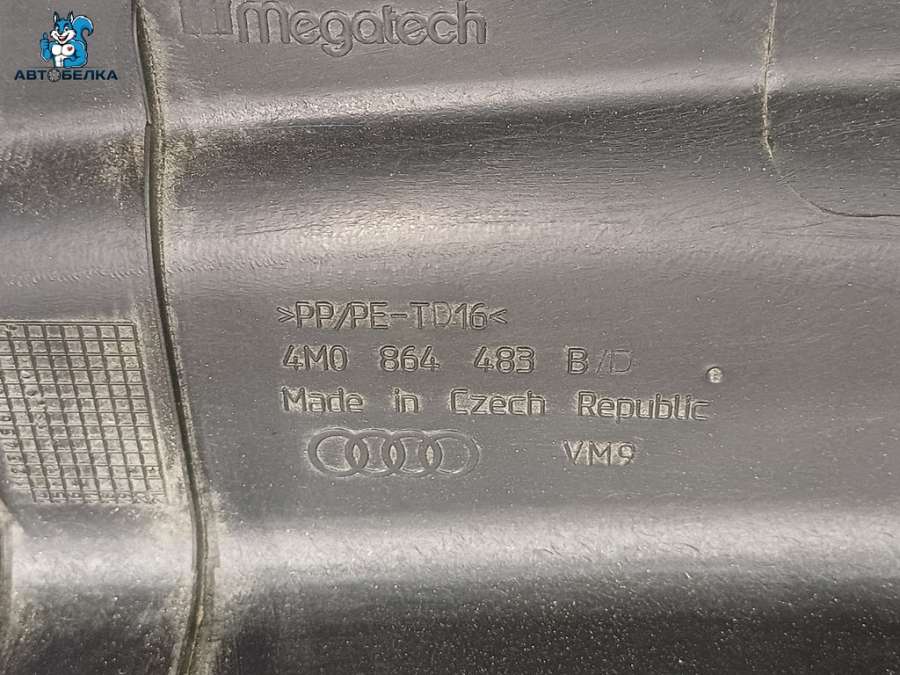 Megatech
АВТОБЕЛКА
>PP/PE-TD16<
4M0 864 483 B/D
Made in Czech Republic
VM9